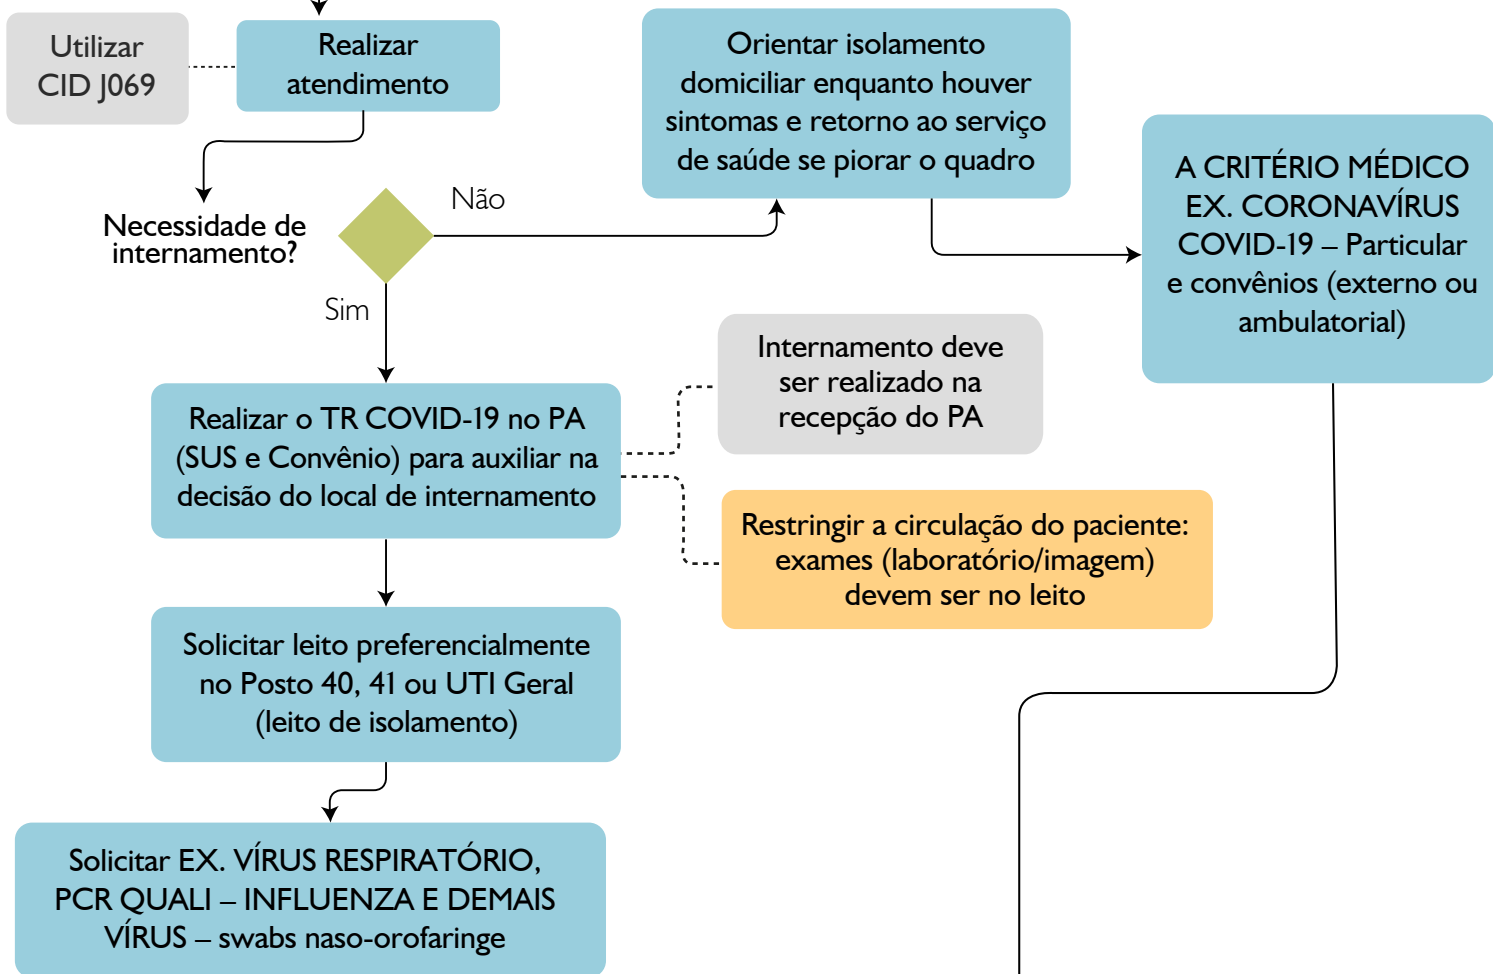 Utilizar
CID J069
Realizar
atendimento
Necessidade de
internamento?
Não
Sim
Orientar isolamento
domiciliar enquanto houver
sintomas e retorno ao serviço
de saúde se piorar o quadro
A CRITÉRIO MÉDICO
EX. CORONAVÍRUS
COVID-19 – Particular
e convênios (externo ou
ambulatorial)
Realizar o TR COVID-19 no PA
(SUS e Convênio) para auxiliar na
decisão do local de internamento
Internamento deve
ser realizado na
recepção do PA
Restringir a circulação do paciente:
exames (laboratório/imagem)
devem ser no leito
Solicitar leito preferencialmente
no Posto 40, 41 ou UTI Geral
(leito de isolamento)
Solicitar EX. VÍRUS RESPIRATÓRIO,
PCR QUALI – INFLUENZA E DEMAIS
VÍRUS – swabs naso-orofaringe